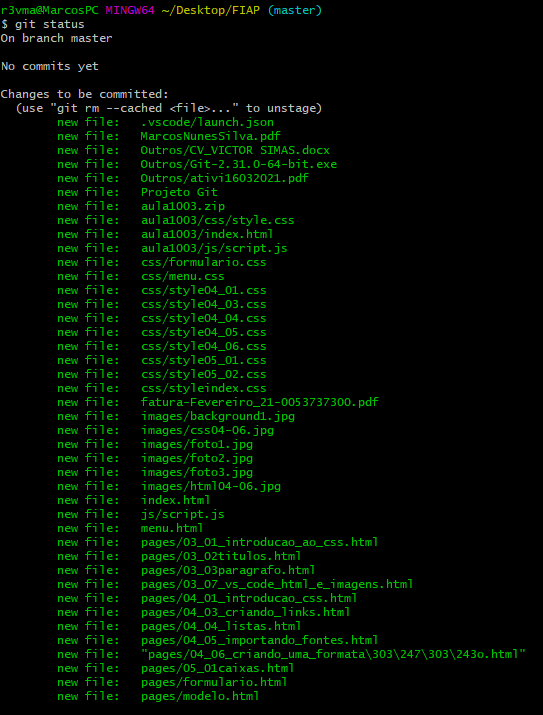 r3vma@MarcosPC MINGW64 ~/Desktop/FIAP (master)
$ git status
On branch master
No commits yet
Changes to be committed:
(use "git rm --cached <file>..." to unstage)
new file: .vscode/launch.json
new file: MarcosNunesSilva.pdf
new file: Outros/CV_VICTOR SIMAS.docx
new file: Outros/Git-2.31.0-64-bit.exe
new file: Outros/ativi16032021.pdf
new file: Projeto Git
new file: aula1003.zip
new file: aula1003/css/style.css
new file: aula1003/index.html
new file: aula1003/js/script.js
new file: css/formulario.css
new file: css/menu.css
new file: css/style04_01.css
new file: css/style04_03.css
new file: css/style04_04.css
new file: css/style04_05.css
new file: css/style04_06.css
new file: css/style05_01.css
new file: css/style05_02.css
new file: css/styleindex.css
new file: fatura-Fevereiro_21-0053737300.pdf
new file: images/background1.jpg
new file: images/css04-06.jpg
new file: images/foto1.jpg
new file: images/foto2.jpg
new file: images/foto3.jpg
new file: images/html04-06.jpg
new file: index.html
new file: js/script.js
new file: menu.html
new file: pages/03_01_introducao_ao_css.html
new file: pages/03_02titulos.html
new file: pages/03_03paragrafo.html
new file: pages/03_07_vs_code_html_e_imagens.html
new file: pages/04_01_introducao_css.html
new file: pages/04_03_criando_links.html
new file: pages/04_04_listas.html
new file: pages/04_05_importando_fontes.html
new file: "pages/04_06_criando_uma_formata\303\247\303\243o.html"
new file: pages/05_01caixas.html
new file: pages/formulario.html
new file: pages/modelo.html